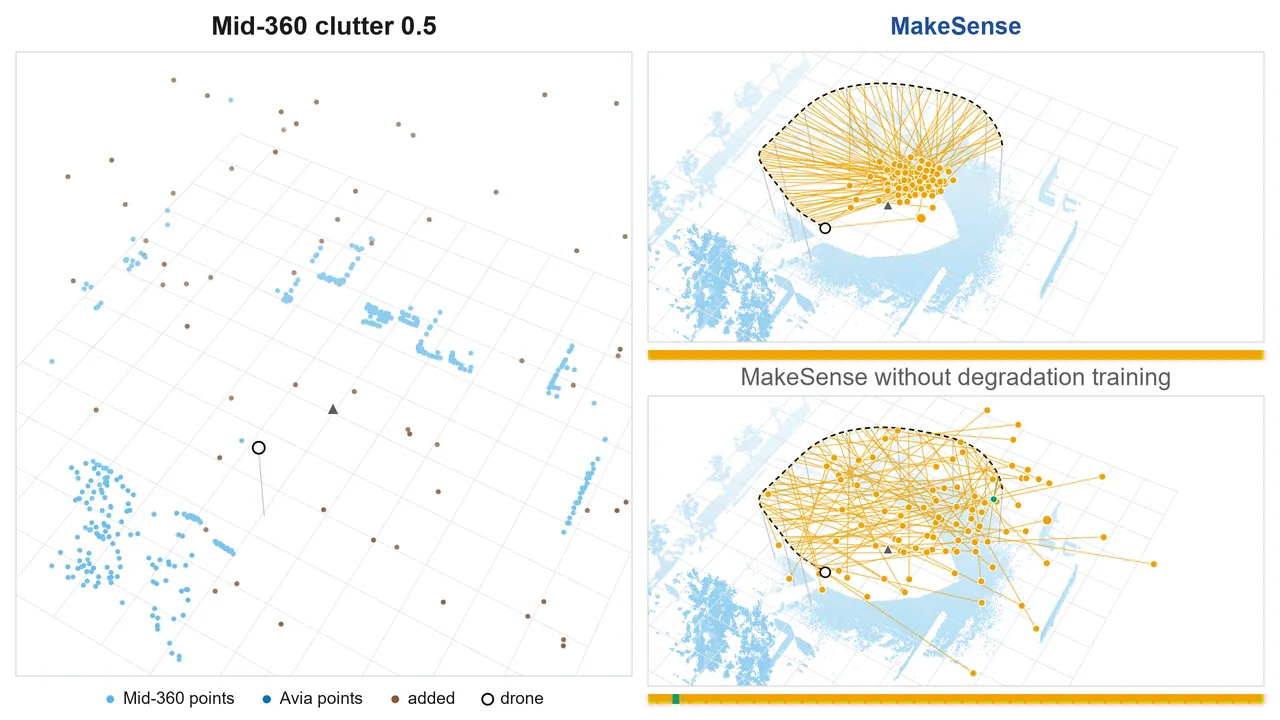 Mid-360 clutter 0.5
MakeSense
MakeSense without degradation training
Mid-360 points
Avia points
added
drone